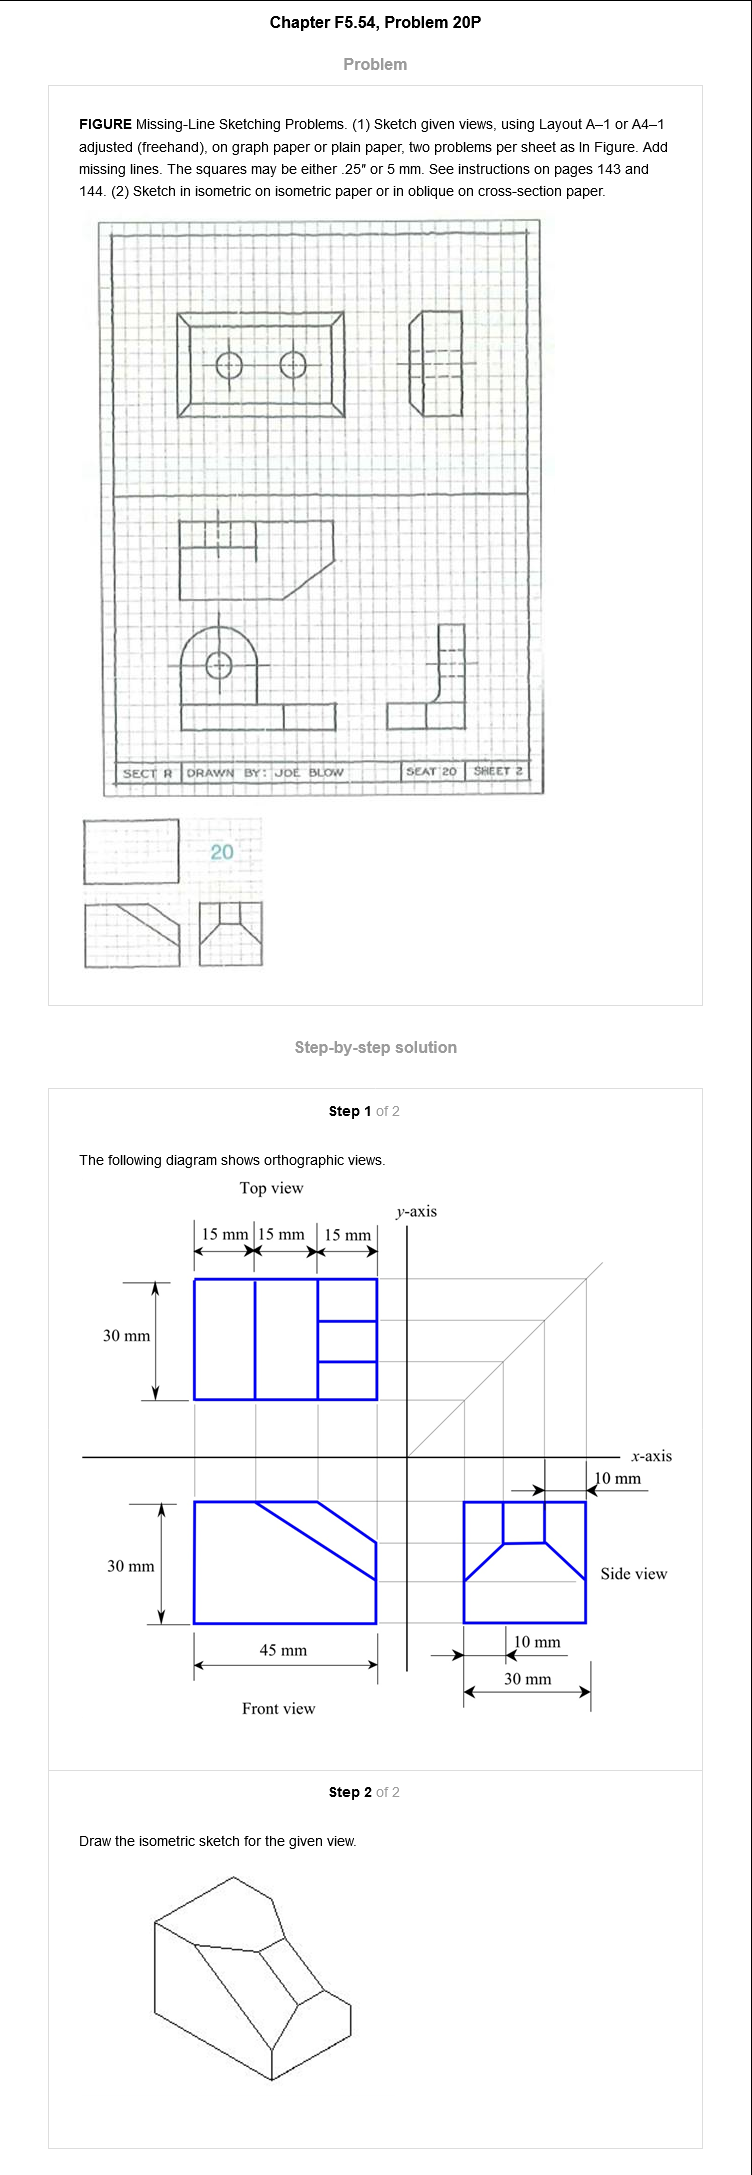 Chapter F5.54, Problem 20P
Problem
FIGURE Missing-Line Sketching Problems. (1) Sketch given views, using Layout A–1 or A4–1
adjusted (freehand), on graph paper or plain paper, two problems per sheet as In Figure. Add
missing lines. The squares may be either .25″ or 5 mm. See instructions on pages 143 and
144. (2) Sketch in isometric on isometric paper or in oblique on cross-section paper.
SECT R DRAWN BY: JOE BLOW SEAT 20 SHEET 2
20
Step-by-step solution
Step 1 of 2
The following diagram shows orthographic views.
Top view
y-axis
15 mm 15 mm 15 mm
30 mm
x-axis
10 mm
30 mm
Side view
45 mm
10 mm
30 mm
Front view
Step 2 of 2
Draw the isometric sketch for the given view.